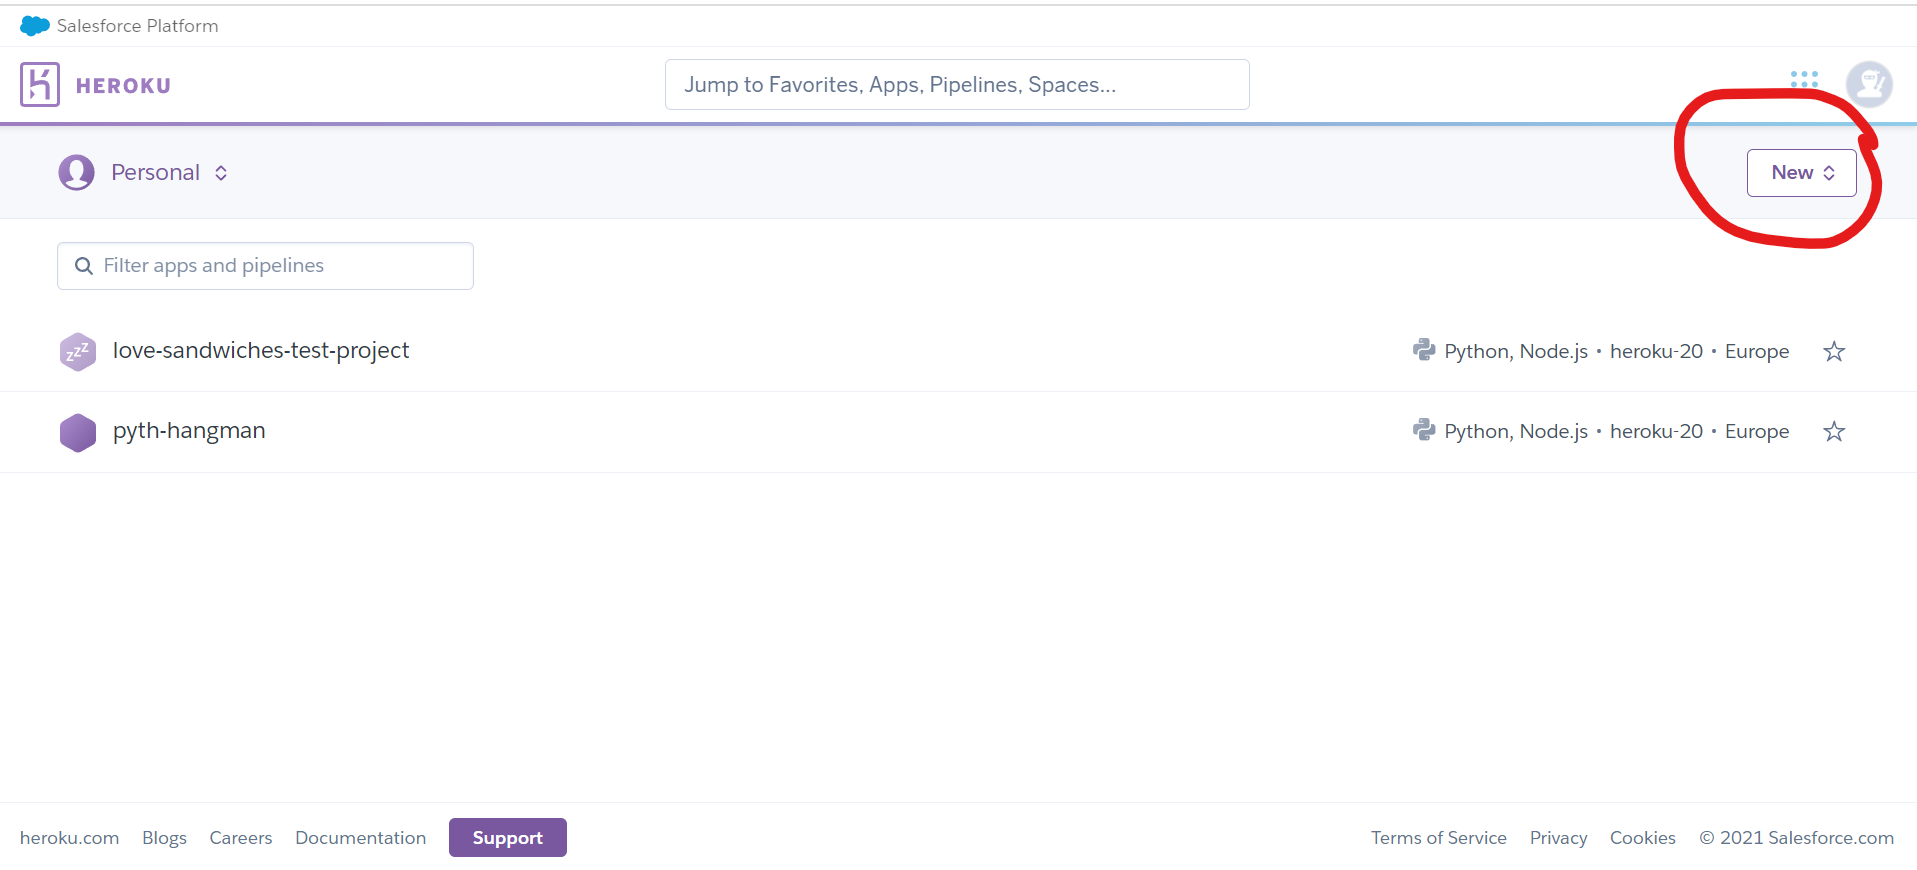 Salesforce Platform
HEROKU
Jump to Favorites, Apps, Pipelines, Spaces...
Personal
New
Filter apps and pipelines
zzZ love-sandwiches-test-project Python, Node.js • heroku-20 • Europe
pyth-hangman Python, Node.js • heroku-20 • Europe
heroku.com Blogs Careers Documentation Support Terms of Service Privacy Cookies © 2021 Salesforce.com